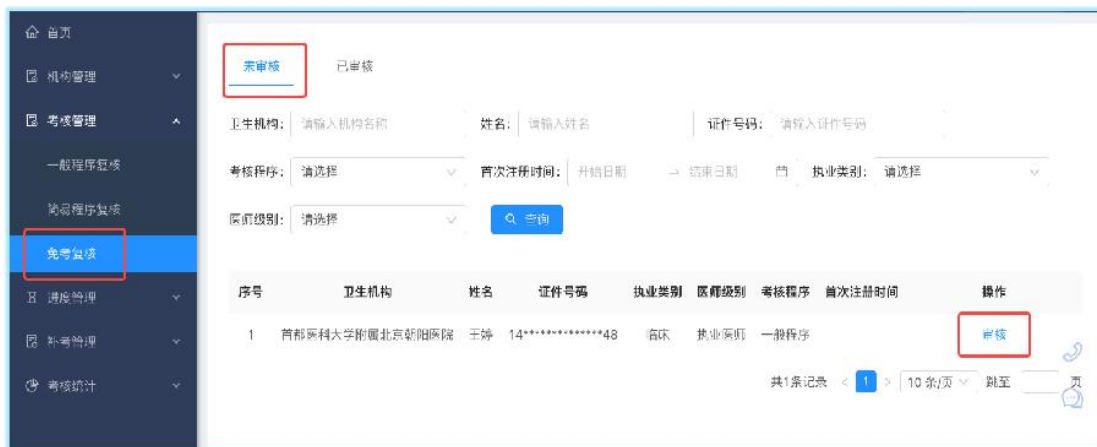 首页
机构管理
考核管理
一般程序复核
简易程序复核
免考复核
进度管理
补考管理
考核统计
未审核 已审核
卫生机构: 请输入机构名称 姓名: 请输入姓名 证件号码: 请输入证件号码
考核程序: 请选择 首次注册时间: 开始日期 → 结束日期 执业类别: 请选择
医师级别: 请选择 查询
序号 卫生机构 姓名 证件号码 执业类别 医师级别 考核程序 首次注册时间 操作
1 首都医科大学附属北京朝阳医院 王婷 14**************48 临床 执业医师 一般程序 审核
共1条记录 < 1 > 10 条/页 跳至 页